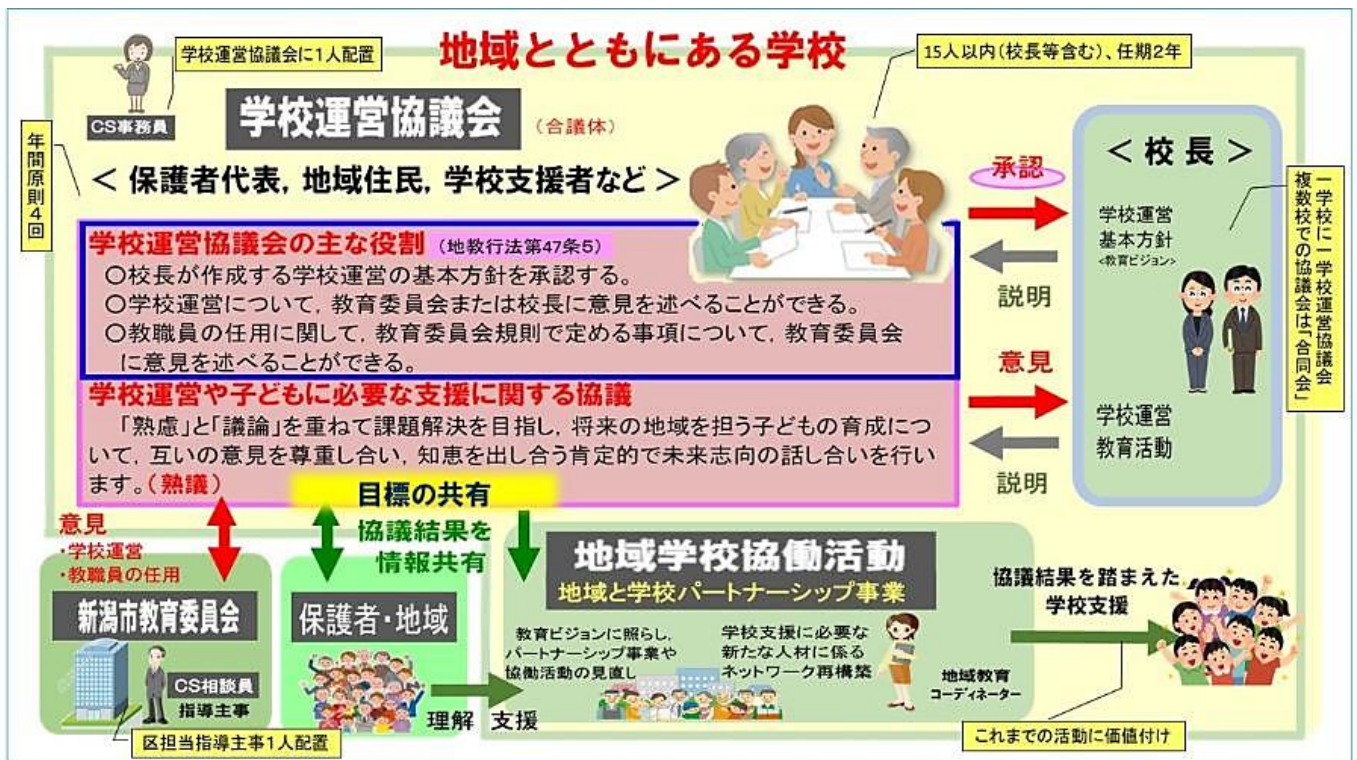 地域とともにある学校
学校運営協議会に1人配置
CS事務員
15人以内(校長等含む)、任期2年
年間原則4回
学校運営協議会
(合議体)
<保護者代表, 地域住民, 学校支援者など>
学校運営協議会の主な役割 (地教行法第47条5)
○校長が作成する学校運営の基本方針を承認する。
○学校運営について, 教育委員会または校長に意見を述べることができる。
○教職員の任用に関して, 教育委員会規則で定める事項について, 教育委員会
に意見を述べることができる。
学校運営や子どもに必要な支援に関する協議
「熟慮」と「議論」を重ねて課題解決を目指し, 将来の地域を担う子どもの育成につ
いて, 互いの意見を尊重し合い, 知恵を出し合う肯定的で未来志向の話し合いを行い
ます。(熟議)
承認
説明
意見
説明
<校長>
学校運営
基本方針
<教育ビジョン>
学校運営
教育活動
一学校に一学校運営協議会
複数校での協議会は「合同会」
目標の共有
協議結果を
情報共有
意見
・学校運営
・教職員の任用
新潟市教育委員会
CS相談員
指導主事
区担当指導主事1人配置
保護者・地域
理解 支援
地域学校協働活動
地域と学校パートナーシップ事業
教育ビジョンに照らし,
パートナーシップ事業や
協働活動の見直し
学校支援に必要な
新たな人材に係る
ネットワーク再構築
地域教育
コーディネーター
協議結果を踏まえた
学校支援
これまでの活動に価値付け